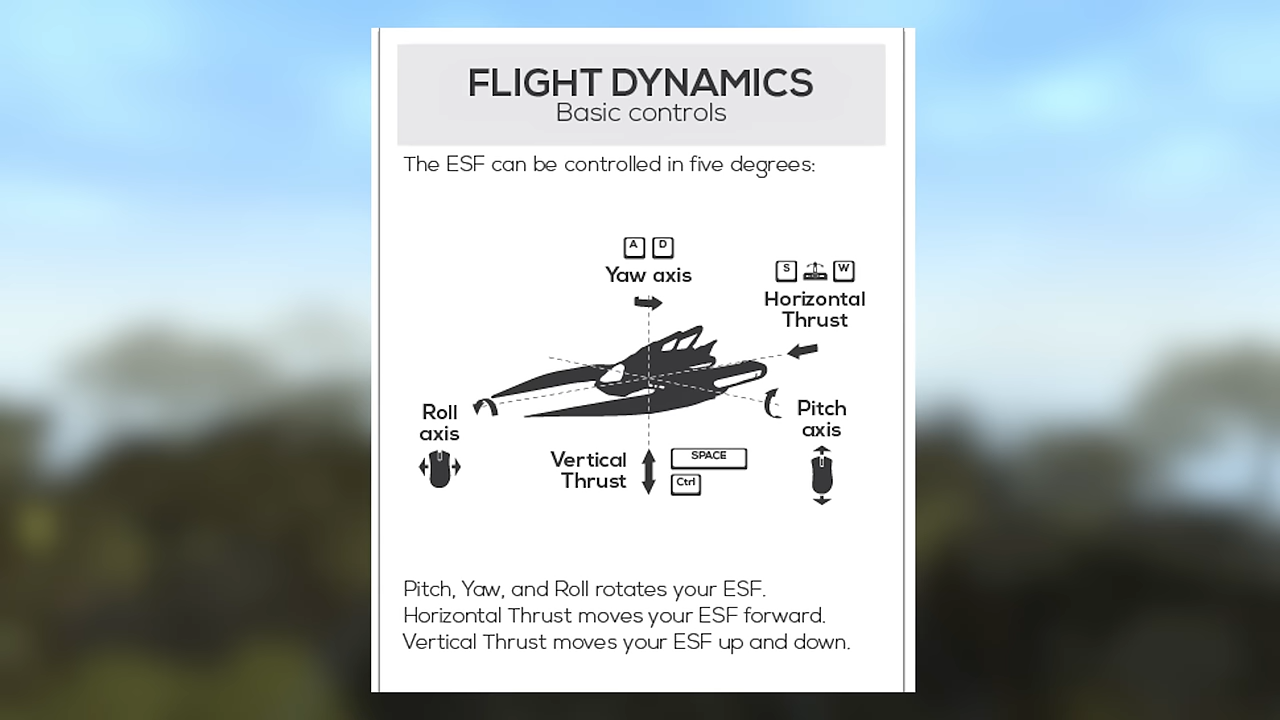 FLIGHT DYNAMICS
Basic controls
The ESF can be controlled in five degrees:
A D
Yaw axis
S W
Horizontal
Thrust
Roll
axis
Pitch
axis
Vertical
Thrust
SPACE
Ctrl
Pitch, Yaw, and Roll rotates your ESF.
Horizontal Thrust moves your ESF forward.
Vertical Thrust moves your ESF up and down.